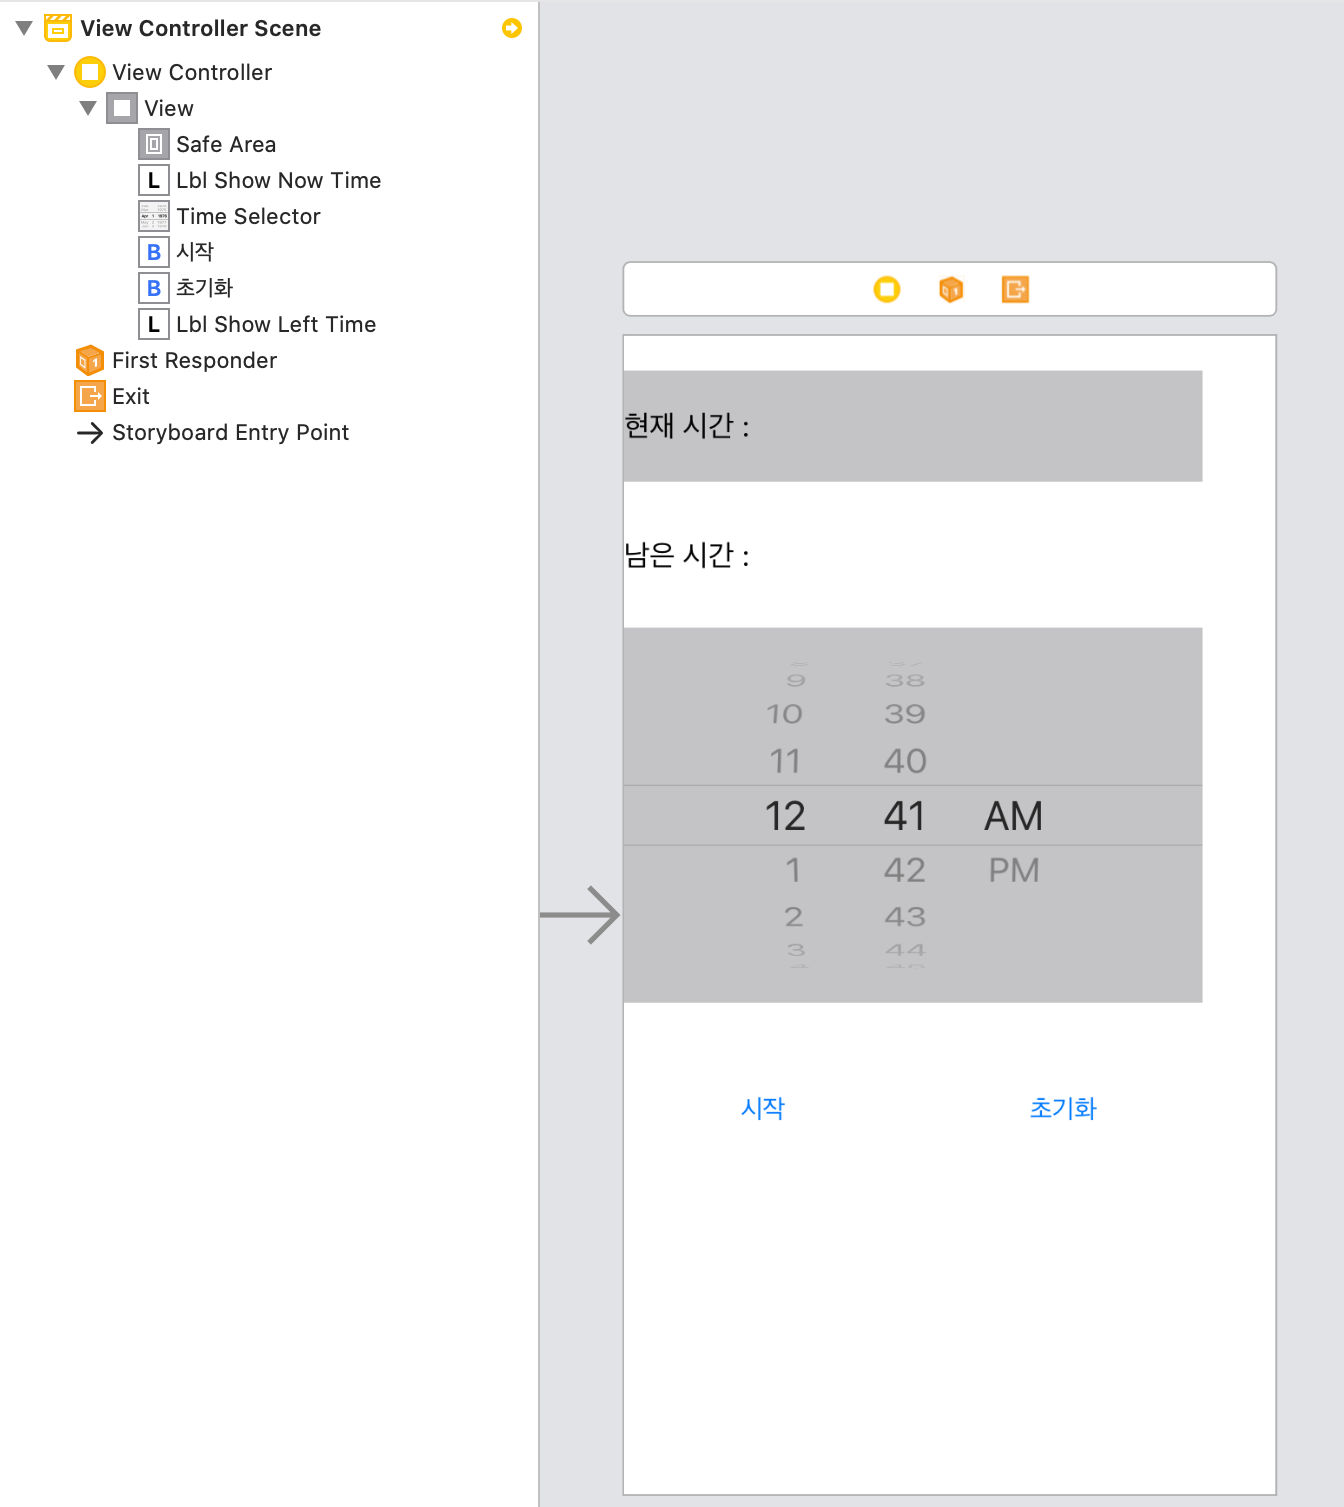 View Controller Scene
View Controller
View
Safe Area
L Lbl Show Now Time
Time Selector
B 시작
B 초기화
L Lbl Show Left Time
First Responder
Exit
Storyboard Entry Point
현재 시간 :
남은 시간 :
9 38
10 39
11 40
12 41 AM
1 42 PM
2 43
3 44
시작 초기화